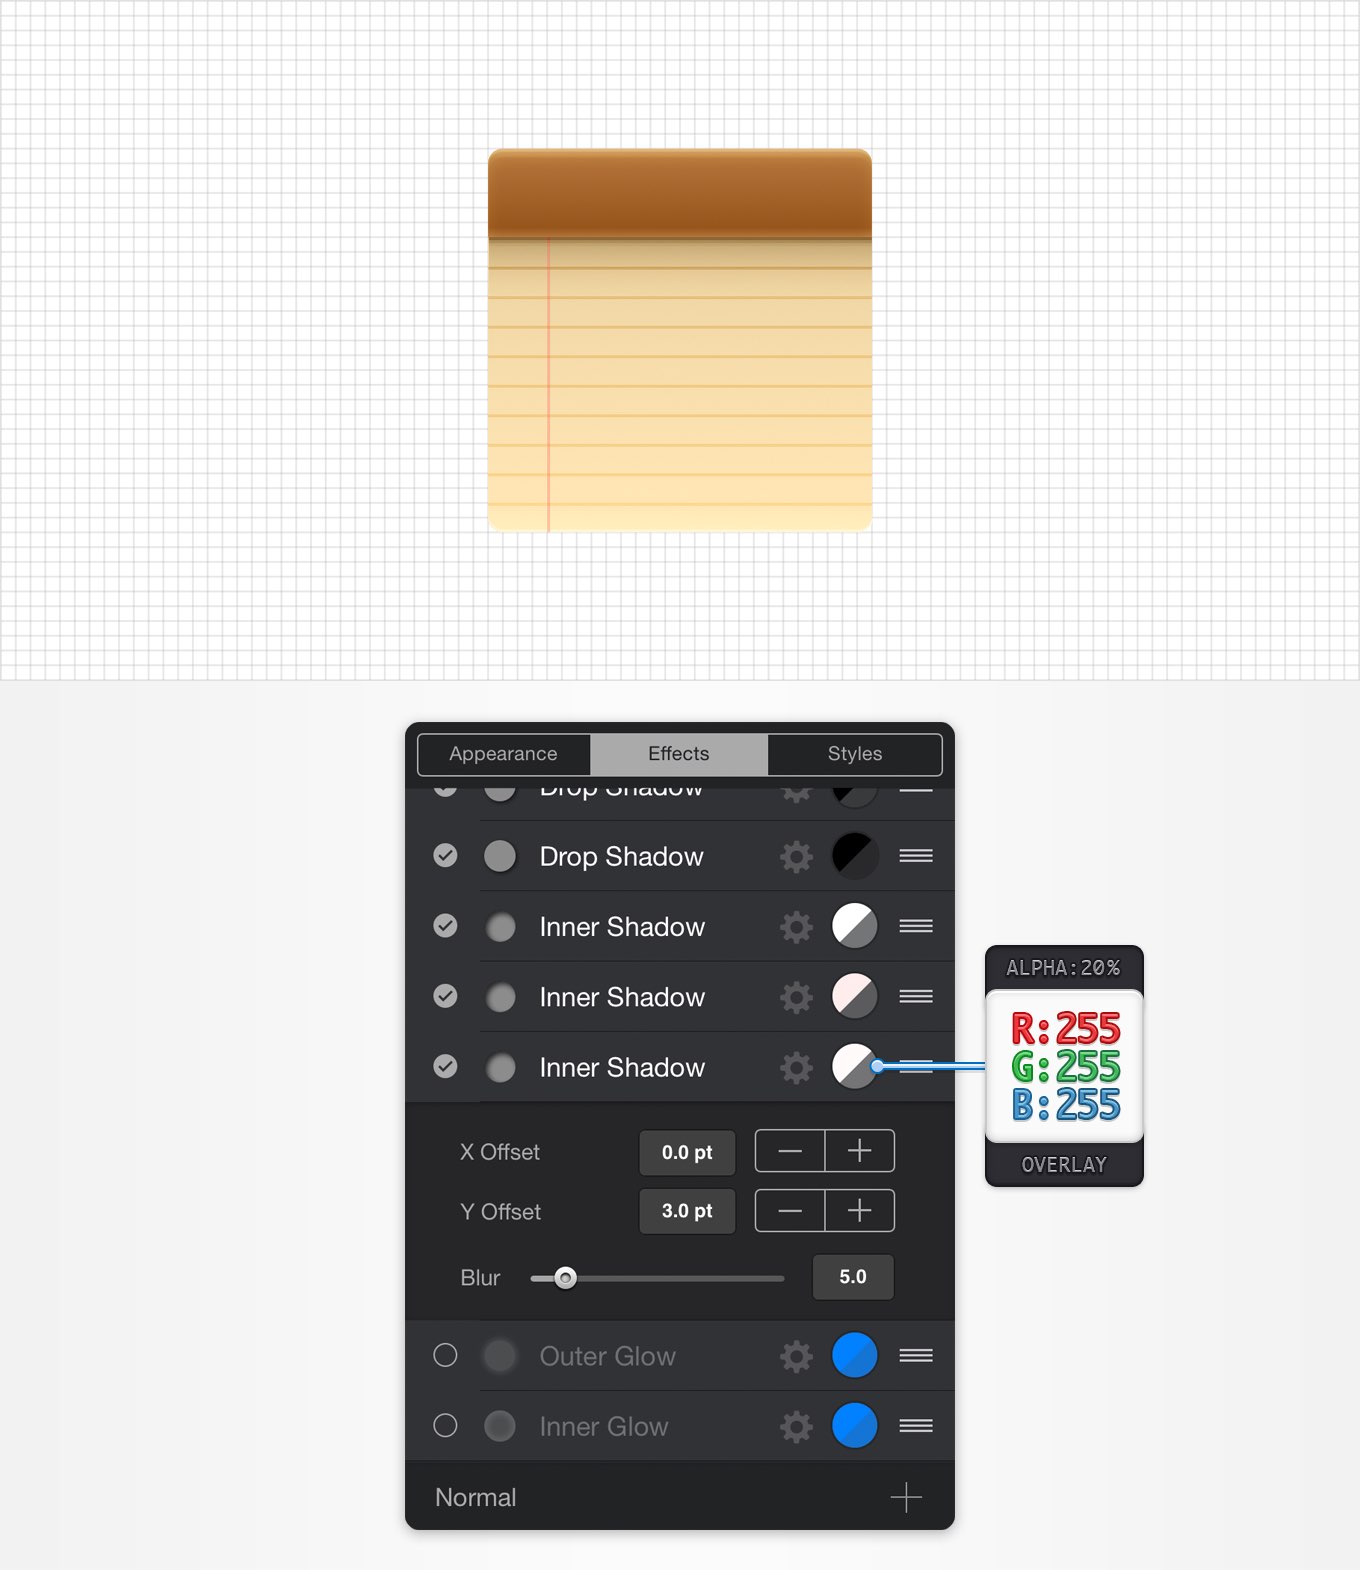 Appearance Effects Styles
Drop Shadow
Drop Shadow
Inner Shadow
Inner Shadow
Inner Shadow
ALPHA:20%
R:255
G:255
B:255
OVERLAY
X Offset 0.0 pt
Y Offset 3.0 pt
Blur 5.0
Outer Glow
Inner Glow
Normal